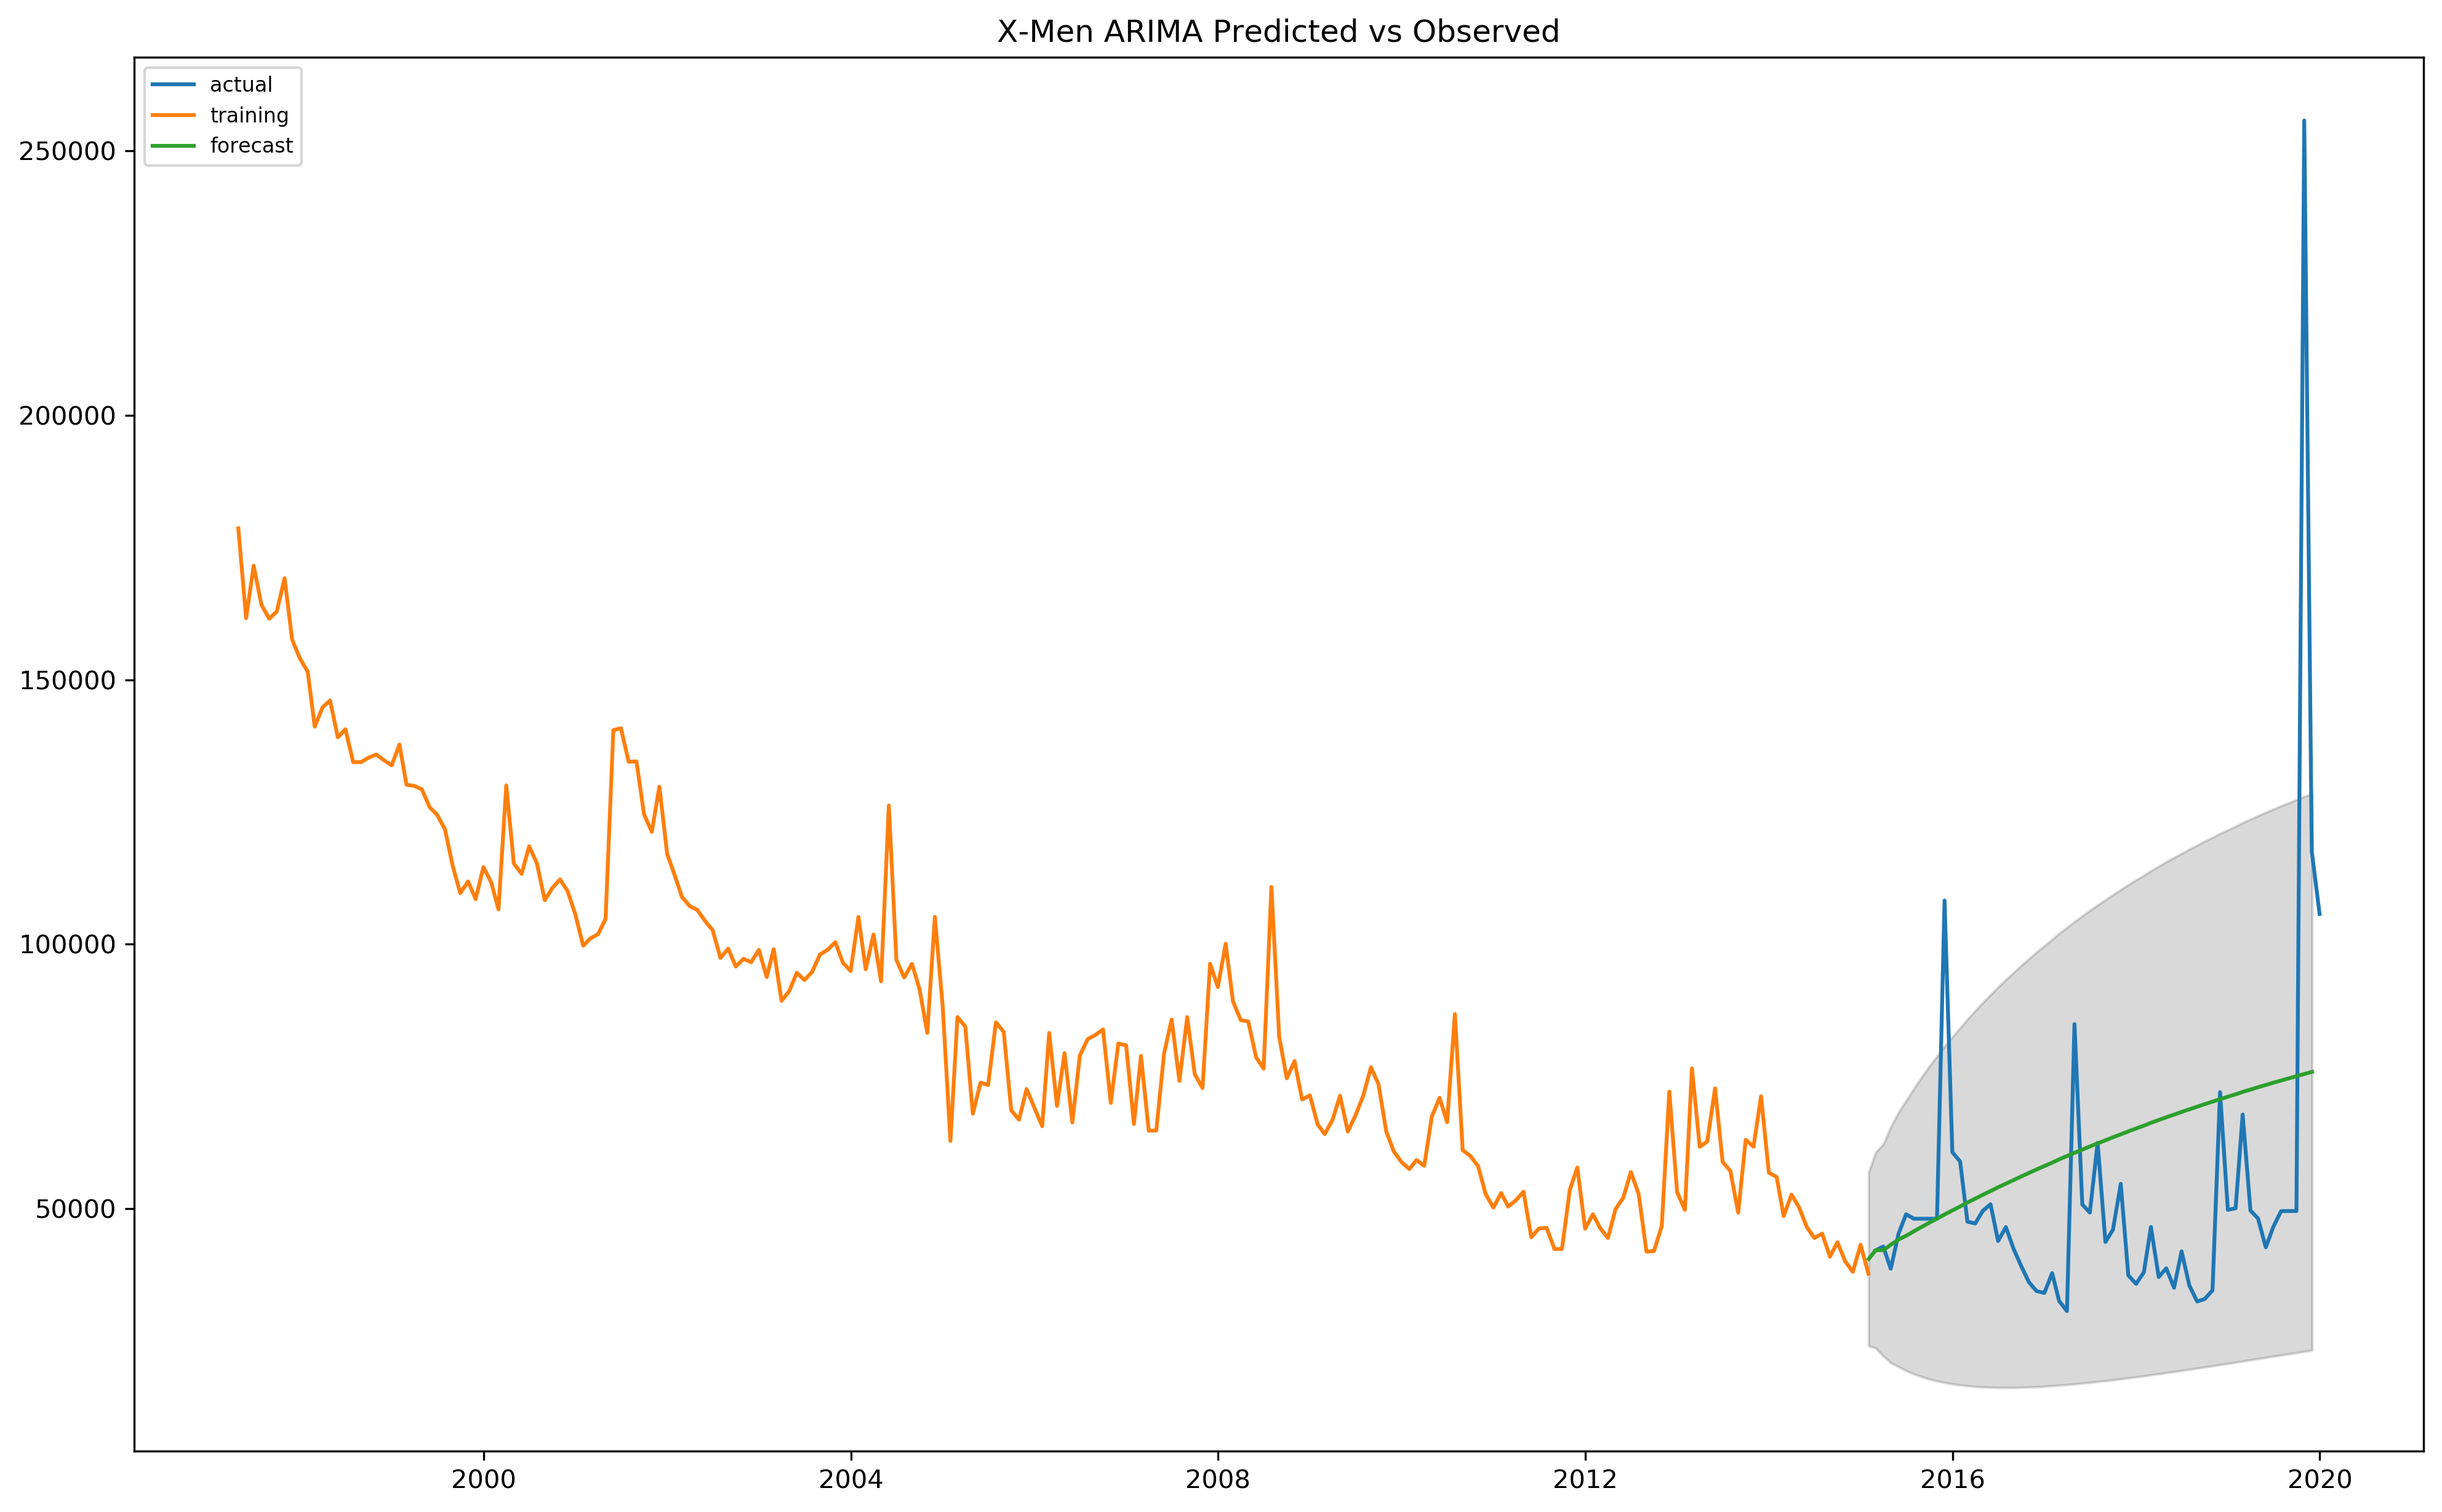 X-Men ARIMA Predicted vs Observed
actual
training
forecast
250000
200000
150000
100000
50000
2000 2004 2008 2012 2016 2020